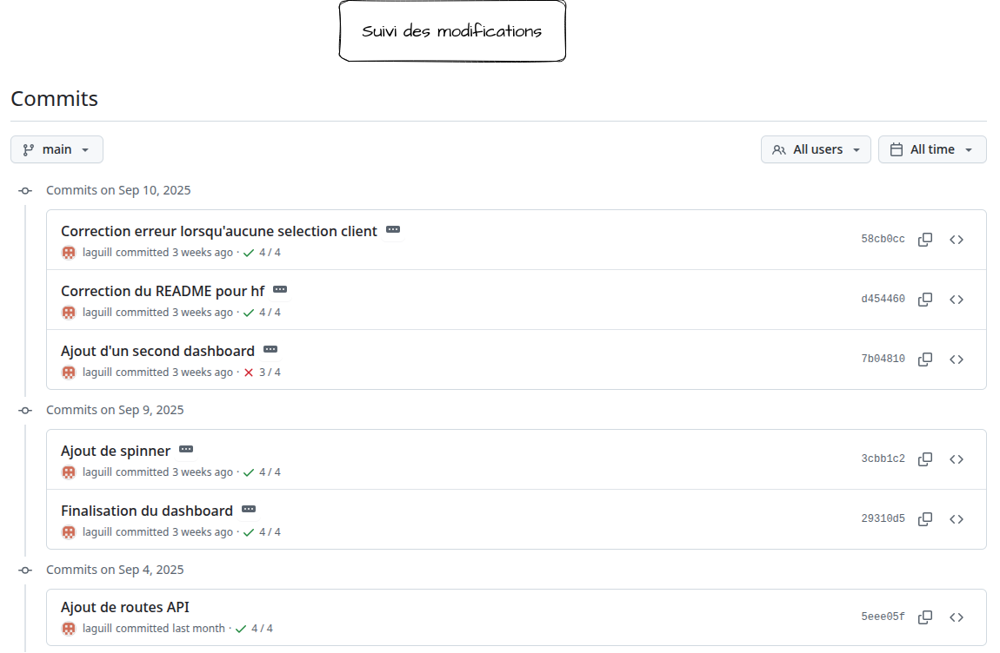 Suivi des modifications
Commits
main
All users
All time
Commits on Sep 10, 2025
Correction erreur lorsqu'aucune selection client
58cb0cc
laguill committed 3 weeks ago · 4 / 4
Correction du README pour hf
d454460
laguill committed 3 weeks ago · 4 / 4
Ajout d'un second dashboard
7b04810
laguill committed 3 weeks ago · 3 / 4
Commits on Sep 9, 2025
Ajout de spinner
3cbb1c2
laguill committed 3 weeks ago · 4 / 4
Finalisation du dashboard
29310d5
laguill committed 3 weeks ago · 4 / 4
Commits on Sep 4, 2025
Ajout de routes API
5eee05f
laguill committed last month · 4 / 4